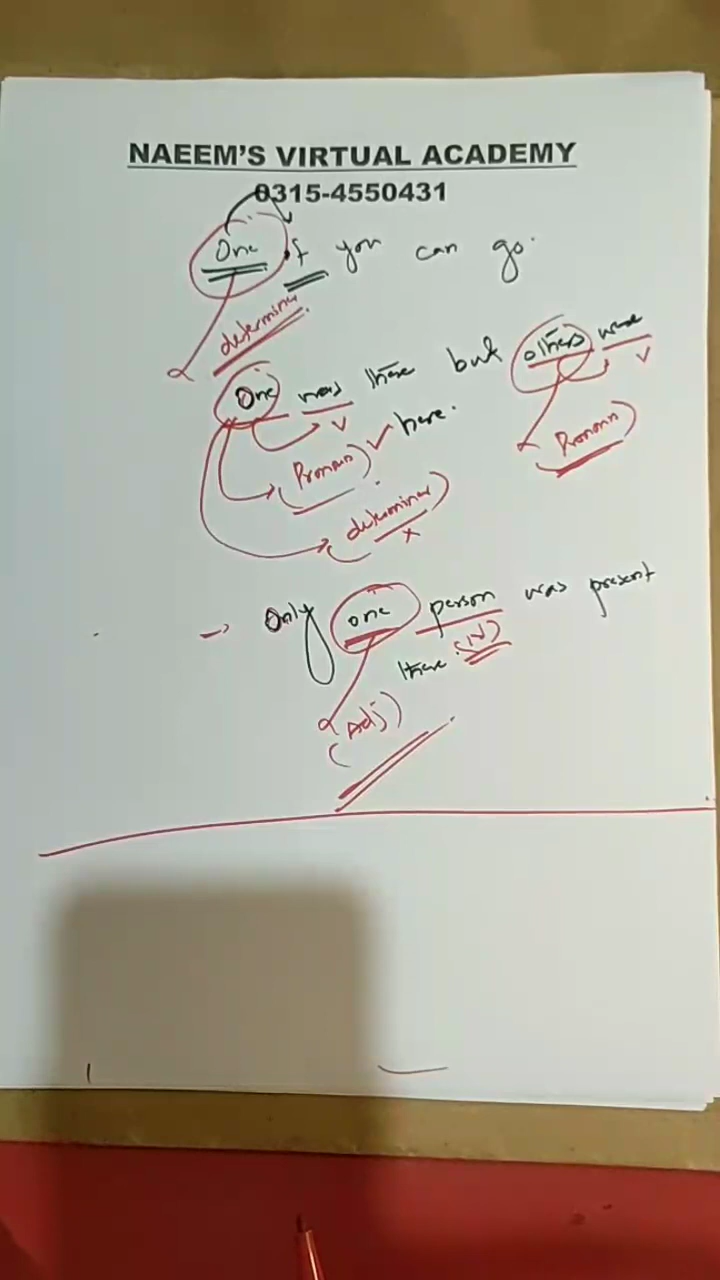 NAEEM'S VIRTUAL ACADEMY
0315-4550431
One of you can go.
determiner
One was there but others were
V V
here.
(Pronoun) (Pronoun)
(determiner)
x
Only one person was present
there. (N)
(Adj)